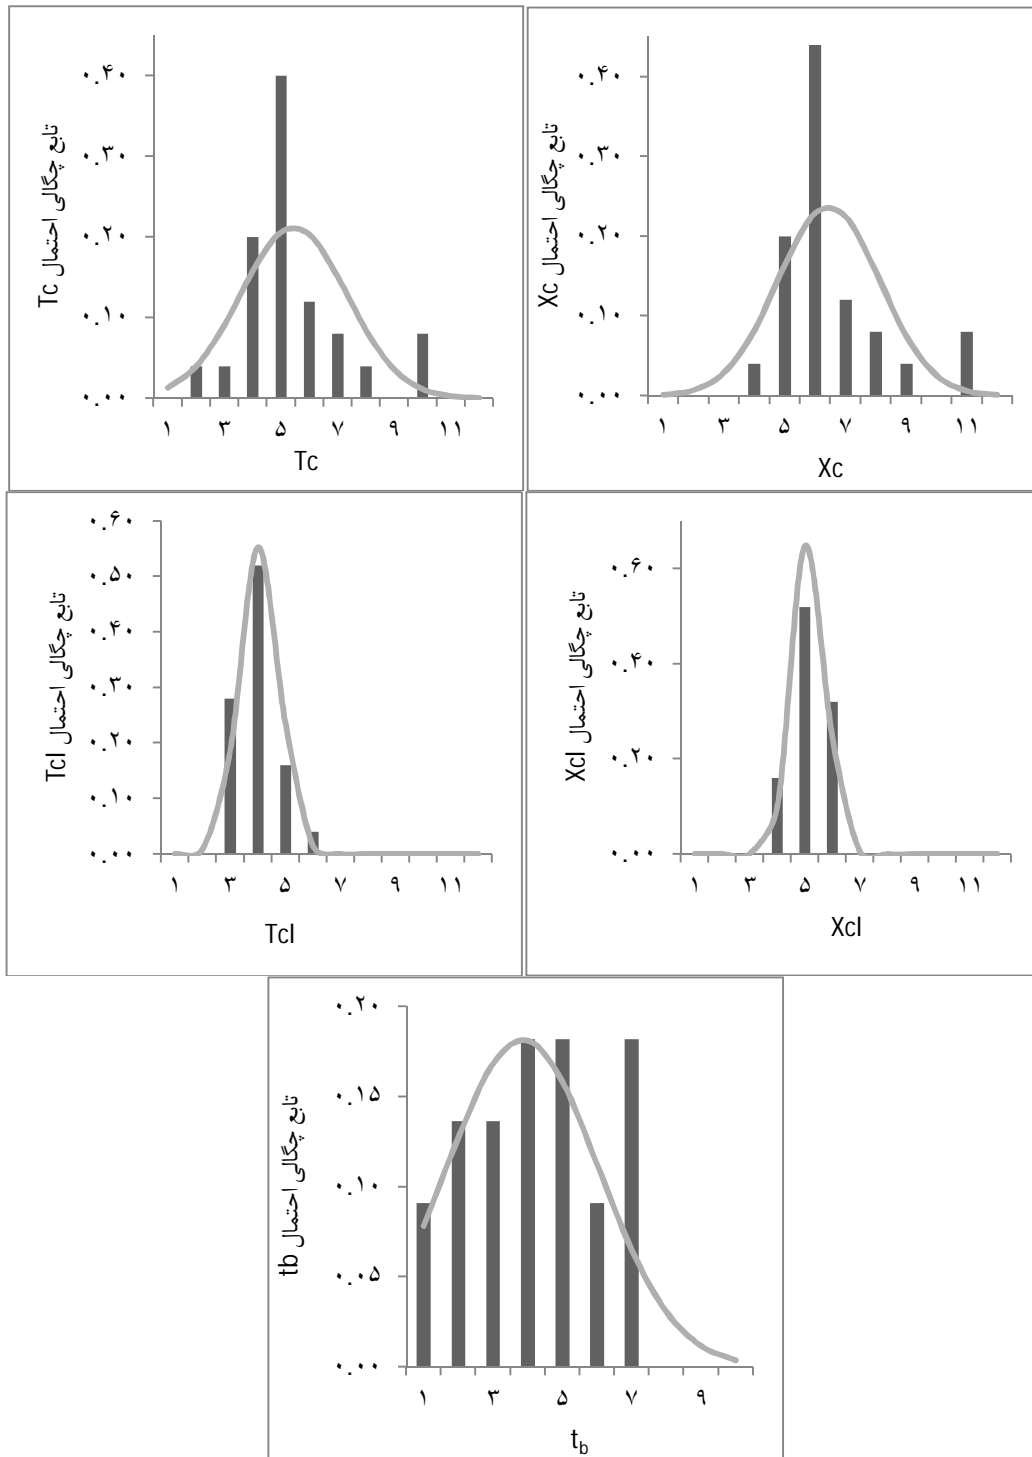 ۰.۴۰
۰.۳۰
۰.۲۰
۰.۱۰
۰.۰۰
تابع چگالی احتمال Tc
۱ ۳ ۵ ۷ ۹ ۱۱
Tc
۰.۴۰
۰.۳۰
۰.۲۰
۰.۱۰
۰.۰۰
تابع چگالی احتمال Xc
۱ ۳ ۵ ۷ ۹ ۱۱
Xc
۰.۶۰
۰.۵۰
۰.۴۰
۰.۳۰
۰.۲۰
۰.۱۰
۰.۰۰
تابع چگالی احتمال Tcl
۱ ۳ ۵ ۷ ۹ ۱۱
Tcl
۰.۶۰
۰.۴۰
۰.۲۰
۰.۰۰
تابع چگالی احتمال Xcl
۱ ۳ ۵ ۷ ۹ ۱۱
Xcl
۰.۲۰
۰.۱۵
۰.۱۰
۰.۰۵
۰.۰۰
تابع چگالی احتمال tb
۱ ۳ ۵ ۷ ۹
t_b